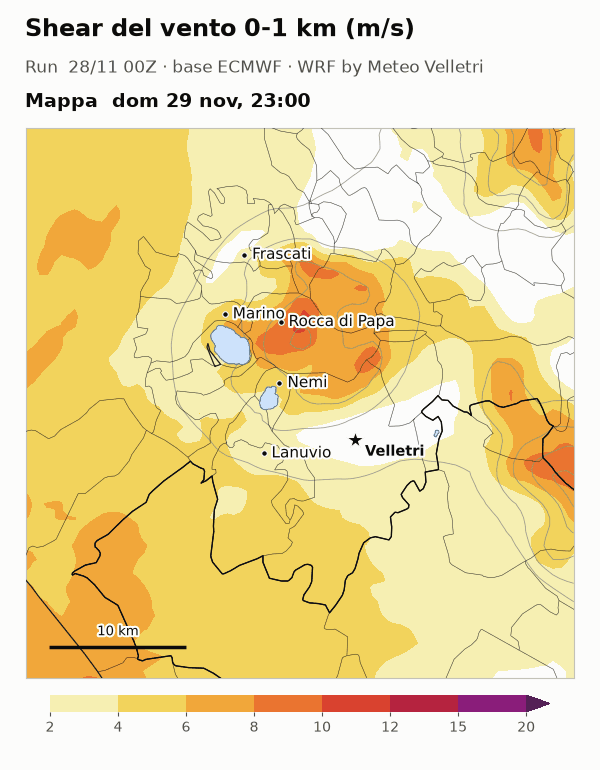 Shear del vento 0-1 km (m/s)
Run  28/11 00Z · base ECMWF · WRF by Meteo Velletri
Mappa  dom 29 nov, 23:00
Frascati
Marino
Rocca di Papa
Nemi
Velletri
Lanuvio
10 km
2 4 6 8 10 12 15 20